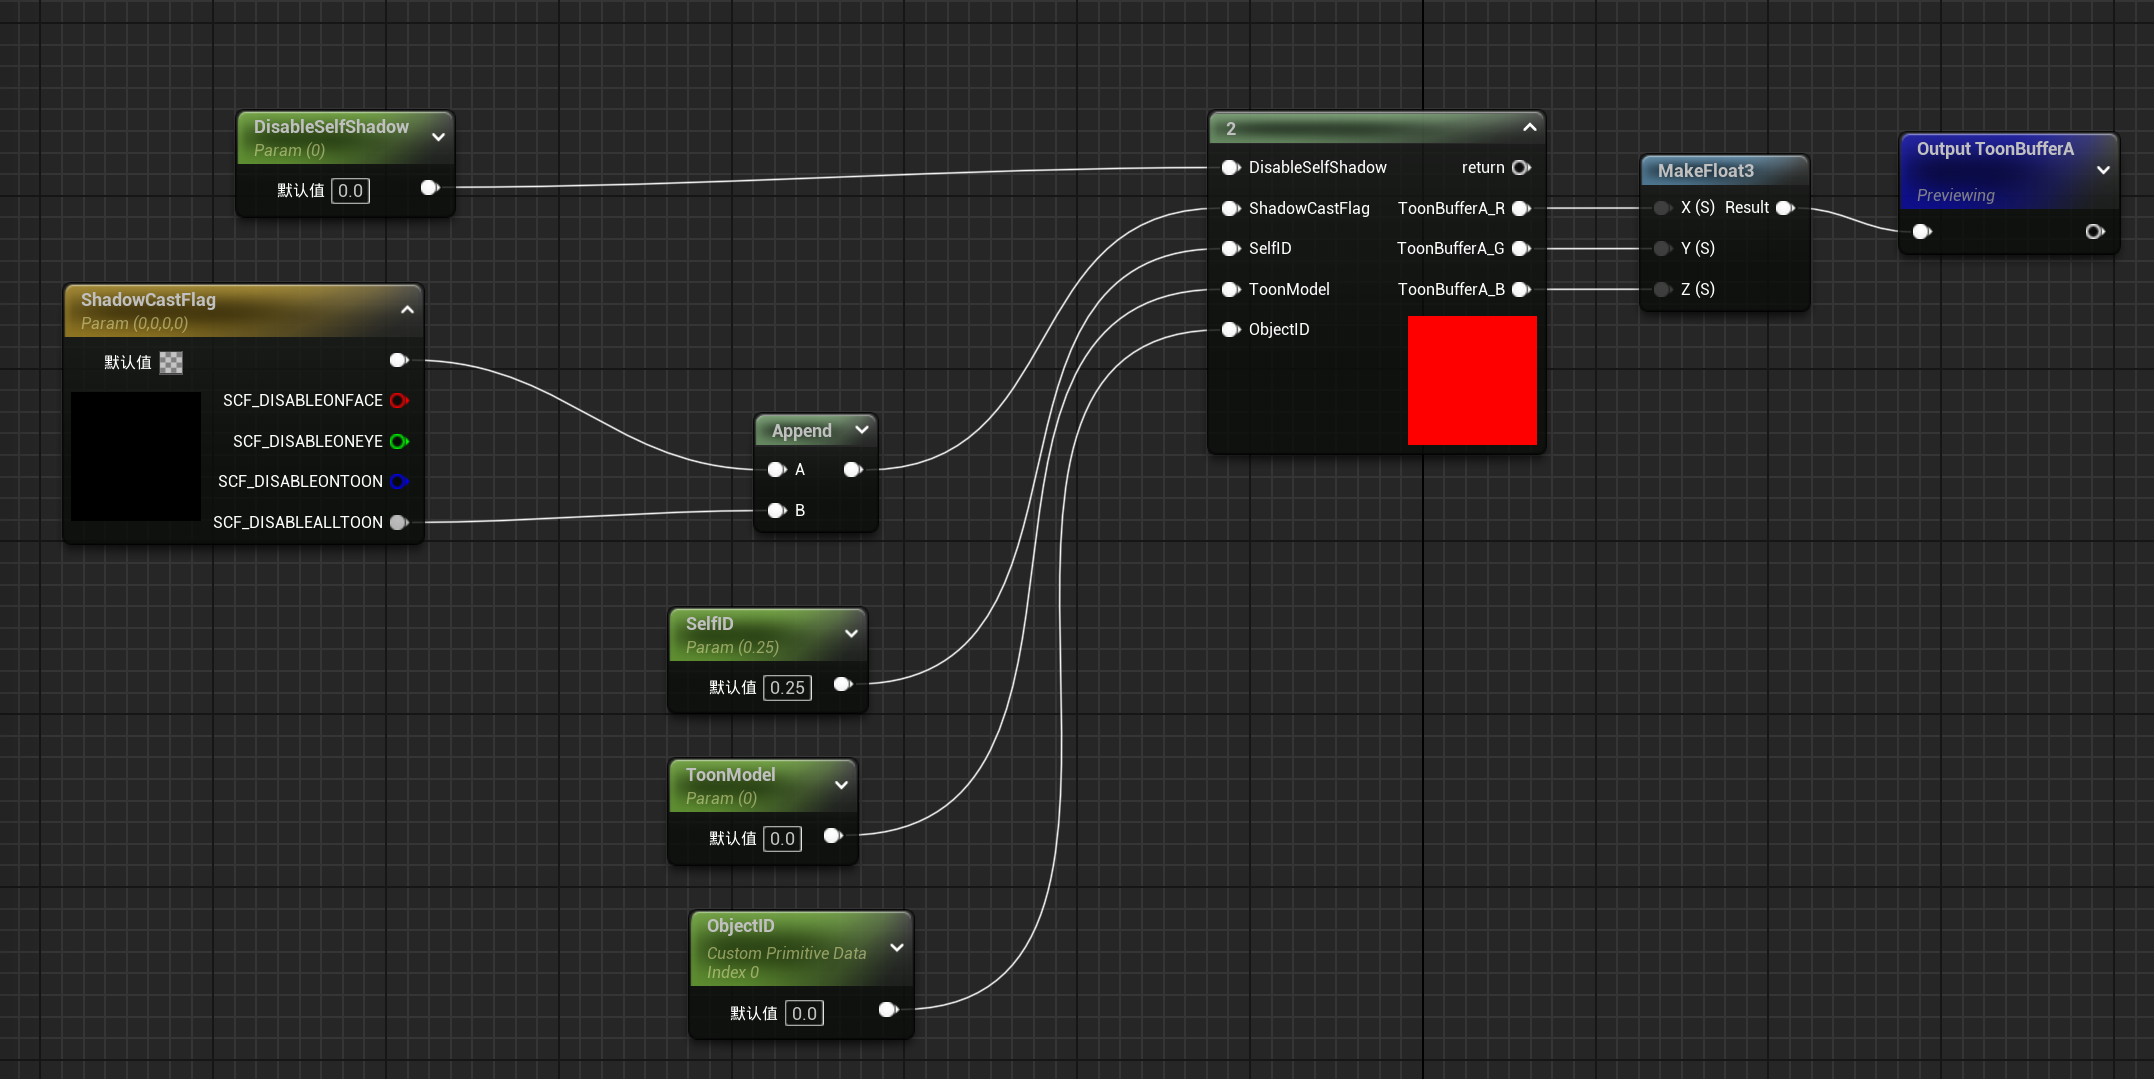 DisableSelfShadow
Param (0)
默认值 0.0
ShadowCastFlag
Param (0,0,0,0)
默认值
SCF_DISABLEONFACE
SCF_DISABLEONEYE
SCF_DISABLEONTOON
SCF_DISABLEALLTOON
Append
A
B
SelfID
Param (0.25)
默认值 0.25
ToonModel
Param (0)
默认值 0.0
ObjectID
Custom Primitive Data
Index 0
默认值 0.0
2
DisableSelfShadow return
ShadowCastFlag ToonBufferA_R
SelfID ToonBufferA_G
ToonModel ToonBufferA_B
ObjectID
MakeFloat3
X (S) Result
Y (S)
Z (S)
Output ToonBufferA
Previewing